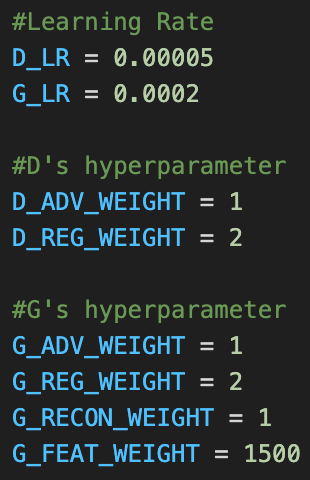 #Learning Rate
D_LR = 0.00005
G_LR = 0.0002
#D's hyperparameter
D_ADV_WEIGHT = 1
D_REG_WEIGHT = 2
#G's hyperparameter
G_ADV_WEIGHT = 1
G_REG_WEIGHT = 2
G_RECON_WEIGHT = 1
G_FEAT_WEIGHT = 1500